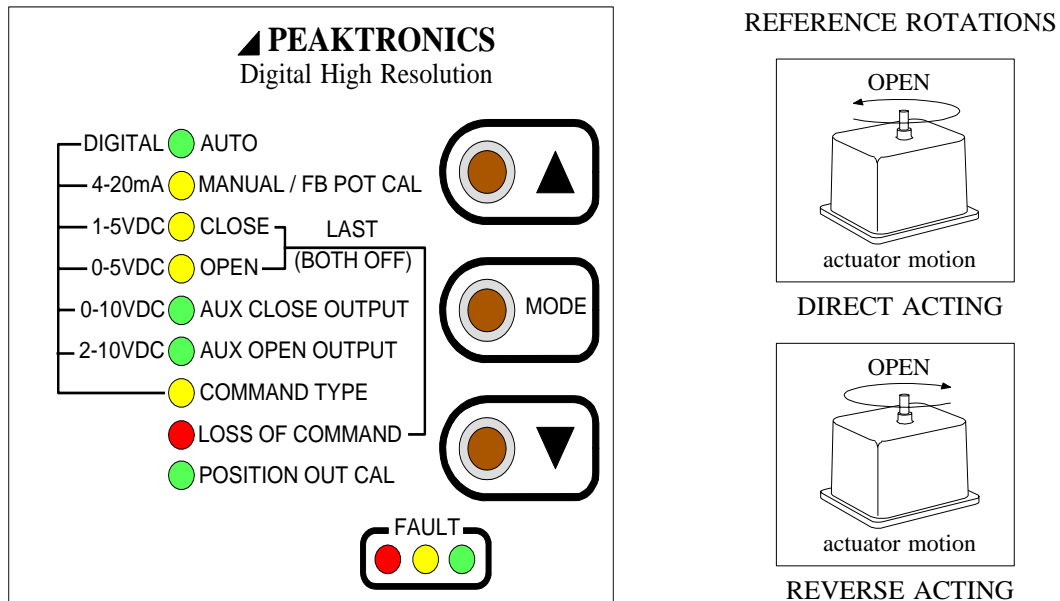 PEAKTRONICS
Digital High Resolution
DIGITAL AUTO
4-20mA MANUAL / FB POT CAL
1-5VDC CLOSE
LAST
0-5VDC OPEN
(BOTH OFF)
0-10VDC AUX CLOSE OUTPUT
2-10VDC AUX OPEN OUTPUT
COMMAND TYPE
LOSS OF COMMAND
POSITION OUT CAL
MODE
FAULT
REFERENCE ROTATIONS
OPEN
actuator motion
DIRECT ACTING
OPEN
actuator motion
REVERSE ACTING